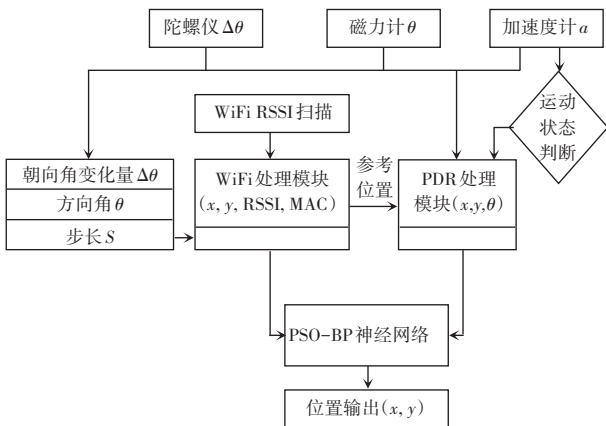 陀螺仪Δθ
磁力计θ
加速度计a
WiFi RSSI扫描
运动
状态
判断
朝向角变化量Δθ
方向角θ
步长S
WiFi处理模块
(x, y, RSSI, MAC)
参考
位置
PDR处理
模块(x,y,θ)
PSO-BP神经网络
位置输出(x, y)